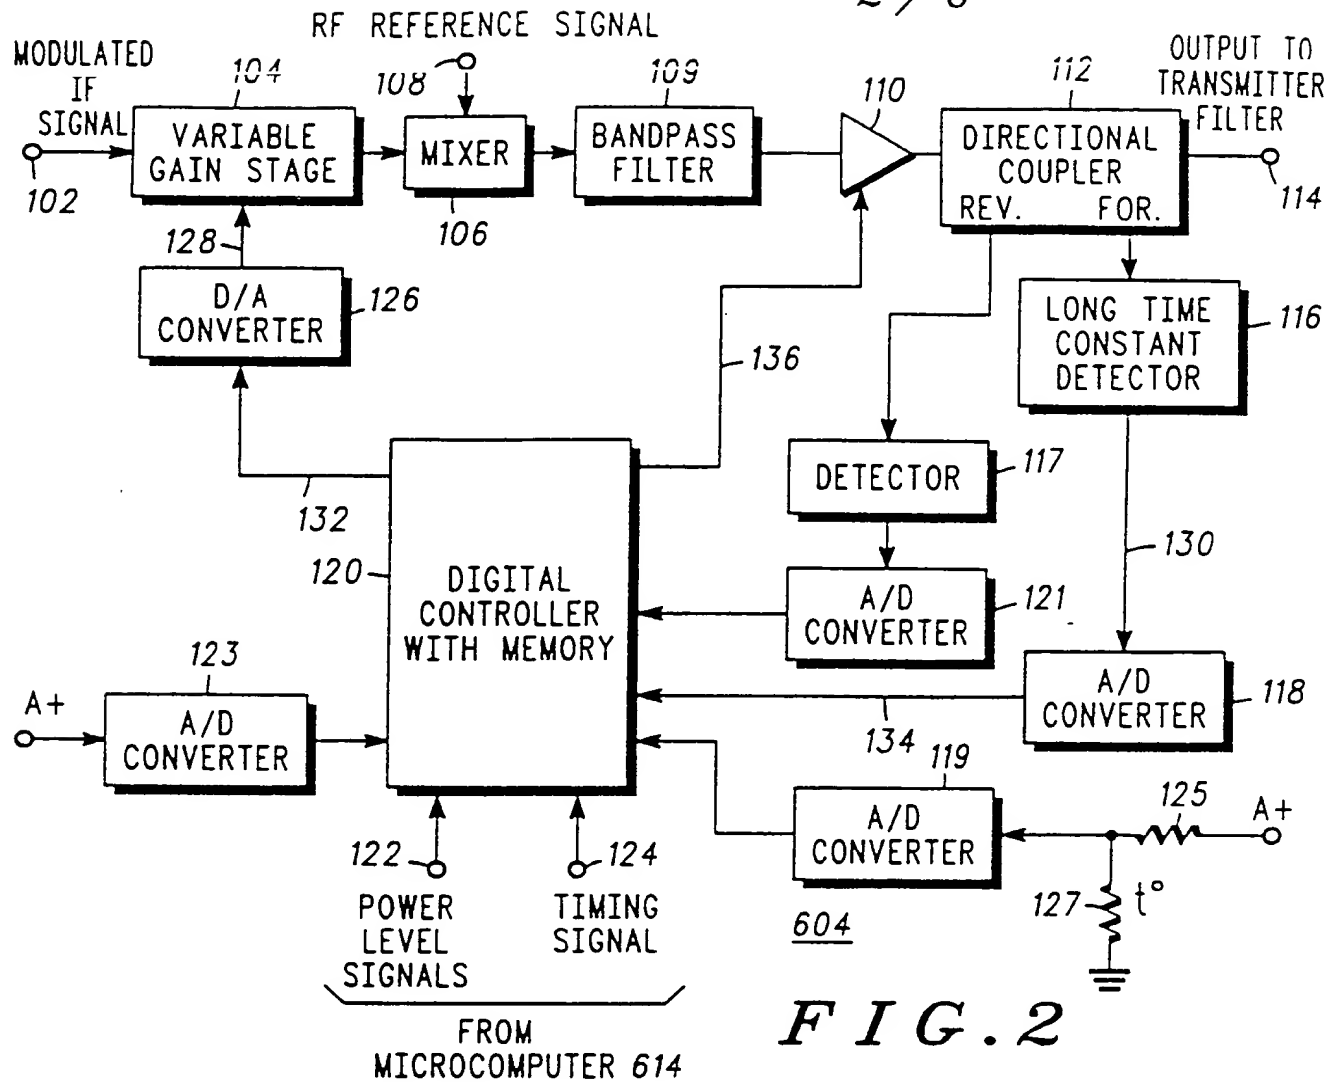 RF REFERENCE SIGNAL
MODULATED
IF
SIGNAL
102
104
VARIABLE
GAIN STAGE
108
MIXER
106
109
BANDPASS
FILTER
110
112
DIRECTIONAL
COUPLER
REV. FOR.
OUTPUT TO
TRANSMITTER
FILTER
114
128
D/A
CONVERTER
126
136
LONG TIME
CONSTANT
DETECTOR
116
132
DETECTOR
117
130
120
DIGITAL
CONTROLLER
WITH MEMORY
A/D
CONVERTER
121
A+
123
A/D
CONVERTER
A/D
CONVERTER
118
134
119
A/D
CONVERTER
125
A+
127
t°
122
POWER
LEVEL
SIGNALS
124
TIMING
SIGNAL
604
FROM
MICROCOMPUTER 614
FIG.2